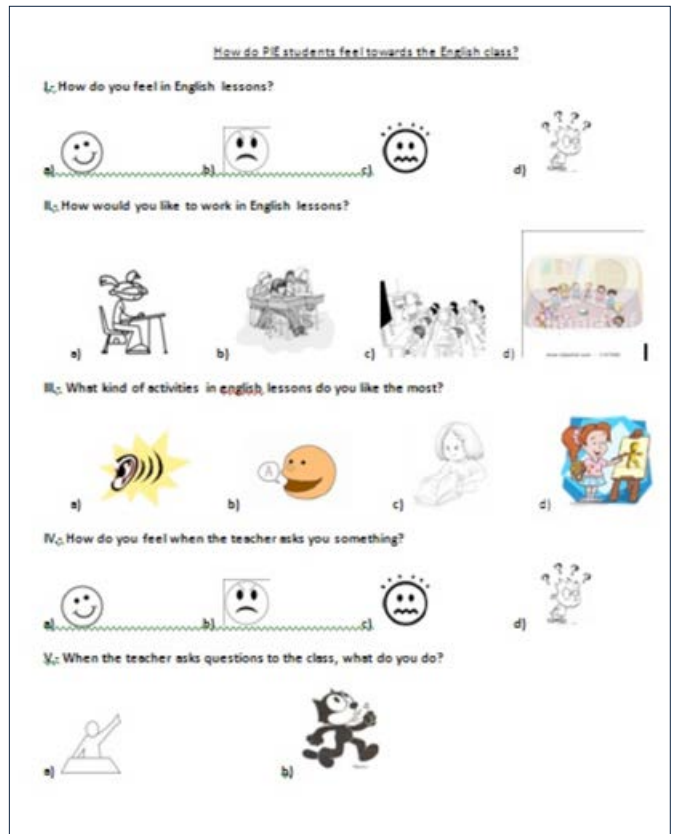 How do PIE students feel towards the English class?
I.- How do you feel in English lessons?
a) b) c) d)
II.- How would you like to work in English lessons?
a) b) c) d)
III.- What kind of activities in english lessons do you like the most?
A
a) b) c) d)
IV.- How do you feel when the teacher asks you something?
a) b) c) d)
V.- When the teacher asks questions to the class, what do you do?
a) b)